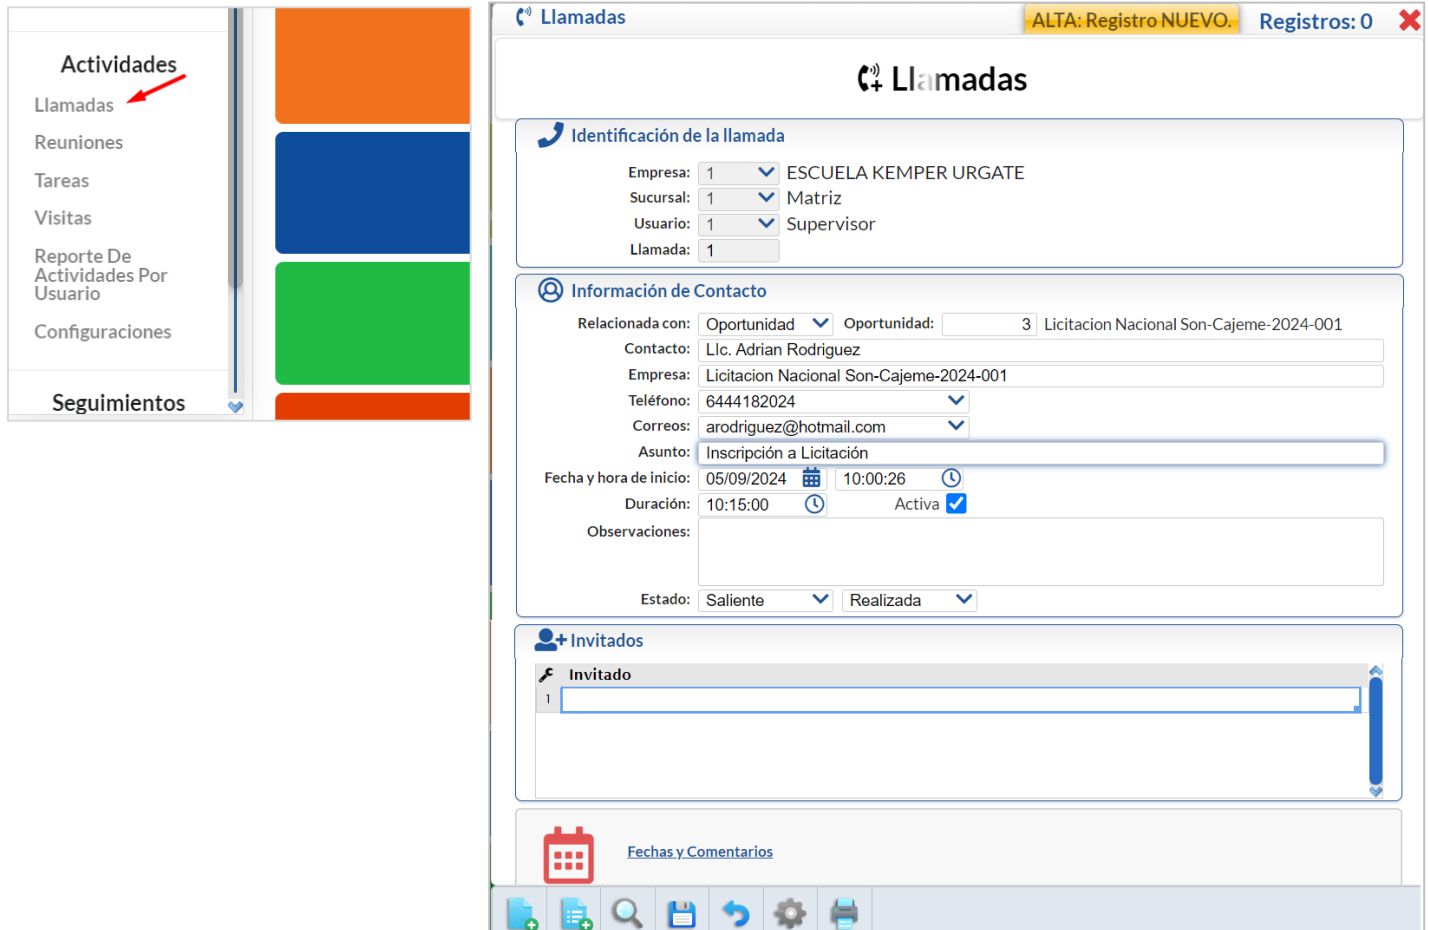 Actividades
Llamadas
Reuniones
Tareas
Visitas
Reporte De
Actividades Por
Usuario
Configuraciones
Seguimientos
Llamadas
ALTA: Registro NUEVO.
Registros: 0
Llamadas
Identificación de la llamada
Empresa: 1 ESCUELA KEMPER URGATE
Sucursal: 1 Matriz
Usuario: 1 Supervisor
Llamada: 1
Información de Contacto
Relacionada con: Oportunidad Oportunidad: 3 Licitacion Nacional Son-Cajeme-2024-001
Contacto: LIc. Adrian Rodriguez
Empresa: Licitacion Nacional Son-Cajeme-2024-001
Teléfono: 6444182024
Correos: arodriguez@hotmail.com
Asunto: Inscripción a Licitación
Fecha y hora de inicio: 05/09/2024 10:00:26
Duración: 10:15:00 Activa
Observaciones:
Estado: Saliente Realizada
Invitados
Invitado
1
Fechas y Comentarios